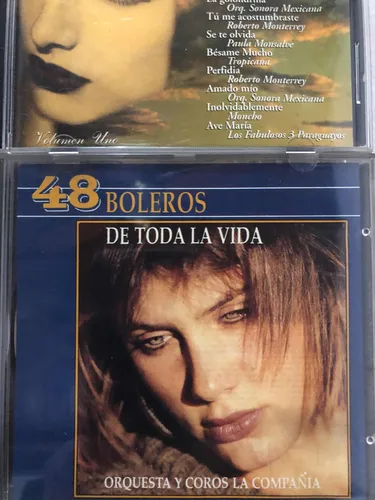 La golondrina
Orq. Sonora Mexicana
Tú me acostumbraste
Roberto Monterrey
Se te olvida
Paula Monsalve
Bésame Mucho
Tropicana
Perfidia
Roberto Monterrey
Amado mío
Orq. Sonora Mexicana
Inolvidablemente
Moncho
Ave María
Los Fabulosos 3 Paraguayos
Volumen Uno
48 BOLEROS
DE TODA LA VIDA
ORQUESTA Y COROS LA COMPAÑIA